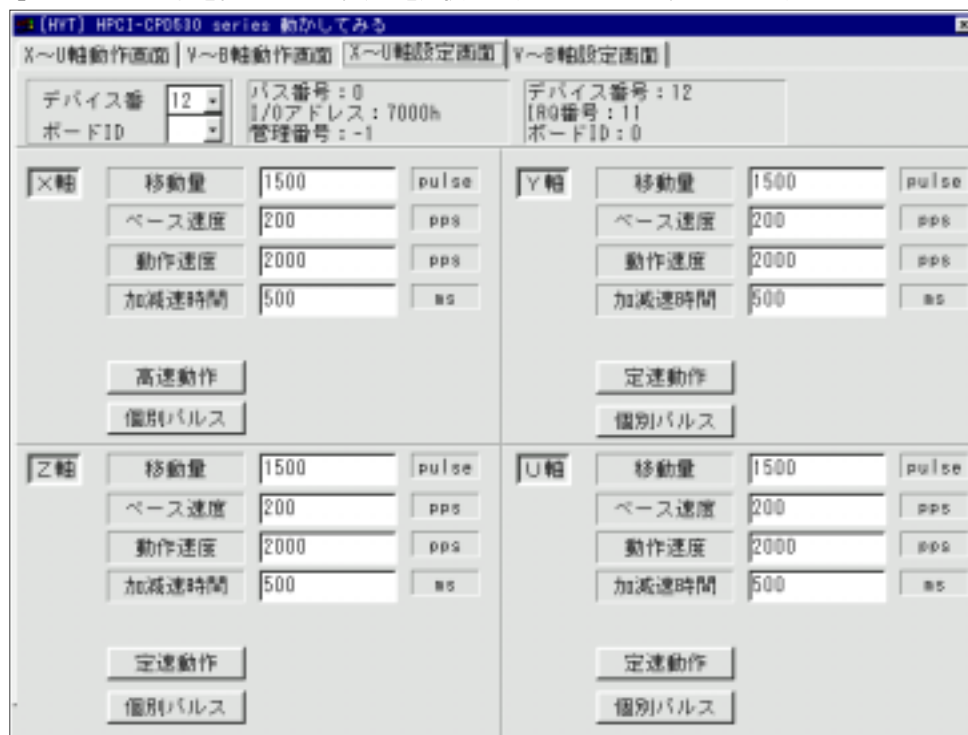 [HYT] HPCI-CPD530 series 動かしてみる
X～U軸動作画面 V～B軸動作画面 X～U軸設定画面 V～B軸設定画面
デバイス番 12 バス番号:0 デバイス番号:12
I/Oアドレス:7000h IRQ番号:11
ボードID 管理番号:-1 ボードID:0
X軸 移動量 1500 pulse Y軸 移動量 1500 pulse
ベース速度 200 pps ベース速度 200 pps
動作速度 2000 pps 動作速度 2000 pps
加減速時間 500 ms 加減速時間 500 ms
高速動作 定速動作
個別パルス 個別パルス
Z軸 移動量 1500 pulse U軸 移動量 1500 pulse
ベース速度 200 pps ベース速度 200 pps
動作速度 2000 pps 動作速度 2000 pps
加減速時間 500 ms 加減速時間 500 ms
定速動作 定速動作
個別パルス 個別パルス